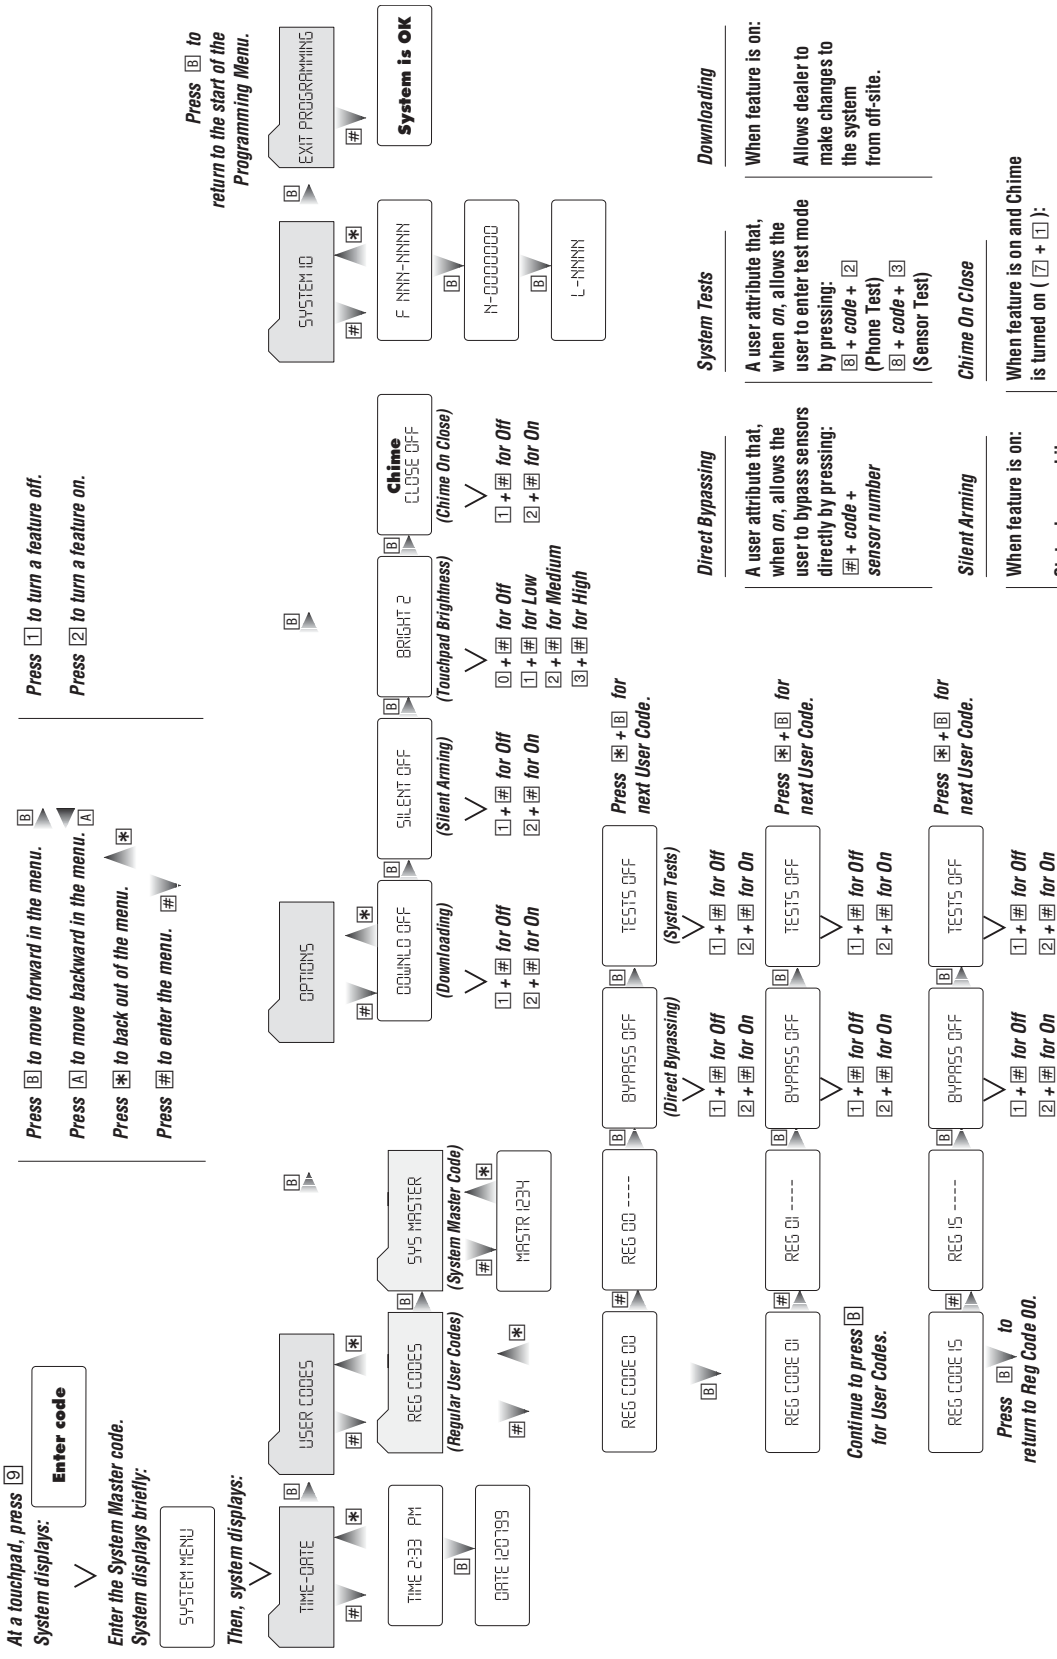 At a touchpad, press 9
System displays:
Enter code
Enter the System Master code.
System displays briefly:
SYSTEM MENU
Then, system displays:
Press B to move forward in the menu. B
Press A to move backward in the menu. A
Press * to back out of the menu. *
Press # to enter the menu. #
Press 1 to turn a feature off.
Press 2 to turn a feature on.
Press B to
return to the start of the
Programming Menu.
TIME-DATE
B
USER CODES
B
OPTIONS
B
SYSTEM ID
B
EXIT PROGRAMMING
# *
TIME 2:33 PM
B
DATE 120799
# *
REG CODES
(Regular User Codes)
B
SYS MASTER
(System Master Code)
# *
MASTR 1234
# *
# *
DOWNLD OFF
(Downloading)
1 + # for Off
2 + # for On
B
SILENT OFF
(Silent Arming)
1 + # for Off
2 + # for On
B
BRIGHT 2
(Touchpad Brightness)
0 + # for Off
1 + # for Low
2 + # for Medium
3 + # for High
B
Chime
CLOSE OFF
(Chime On Close)
1 + # for Off
2 + # for On
# *
F NNN-NNNN
B
N-0000000
B
L-NNNN
#
System is OK
REG CODE 00
#
REG 00 ----
B
BYPASS OFF
(Direct Bypassing)
1 + # for Off
2 + # for On
B
TESTS OFF
(System Tests)
1 + # for Off
2 + # for On
Press * + B for
next User Code.
B
REG CODE 01
#
REG 01 ----
B
BYPASS OFF
1 + # for Off
2 + # for On
B
TESTS OFF
1 + # for Off
2 + # for On
Press * + B for
next User Code.
Continue to press B
for User Codes.
REG CODE 15
#
REG 15 ----
B
BYPASS OFF
1 + # for Off
2 + # for On
B
TESTS OFF
1 + # for Off
2 + # for On
Press * + B for
next User Code.
Press B to
return to Reg Code 00.
Direct Bypassing
A user attribute that,
when on, allows the
user to bypass sensors
directly by pressing:
# + code +
sensor number
System Tests
A user attribute that,
when on, allows the
user to enter test mode
by pressing:
8 + code + 2
(Phone Test)
8 + code + 3
(Sensor Test)
Downloading
When feature is on:
Allows dealer to
make changes to
the system
from off-site.
Silent Arming
When feature is on:
Chime On Close
When feature is on and Chime
is turned on ( 7 + 1 ):